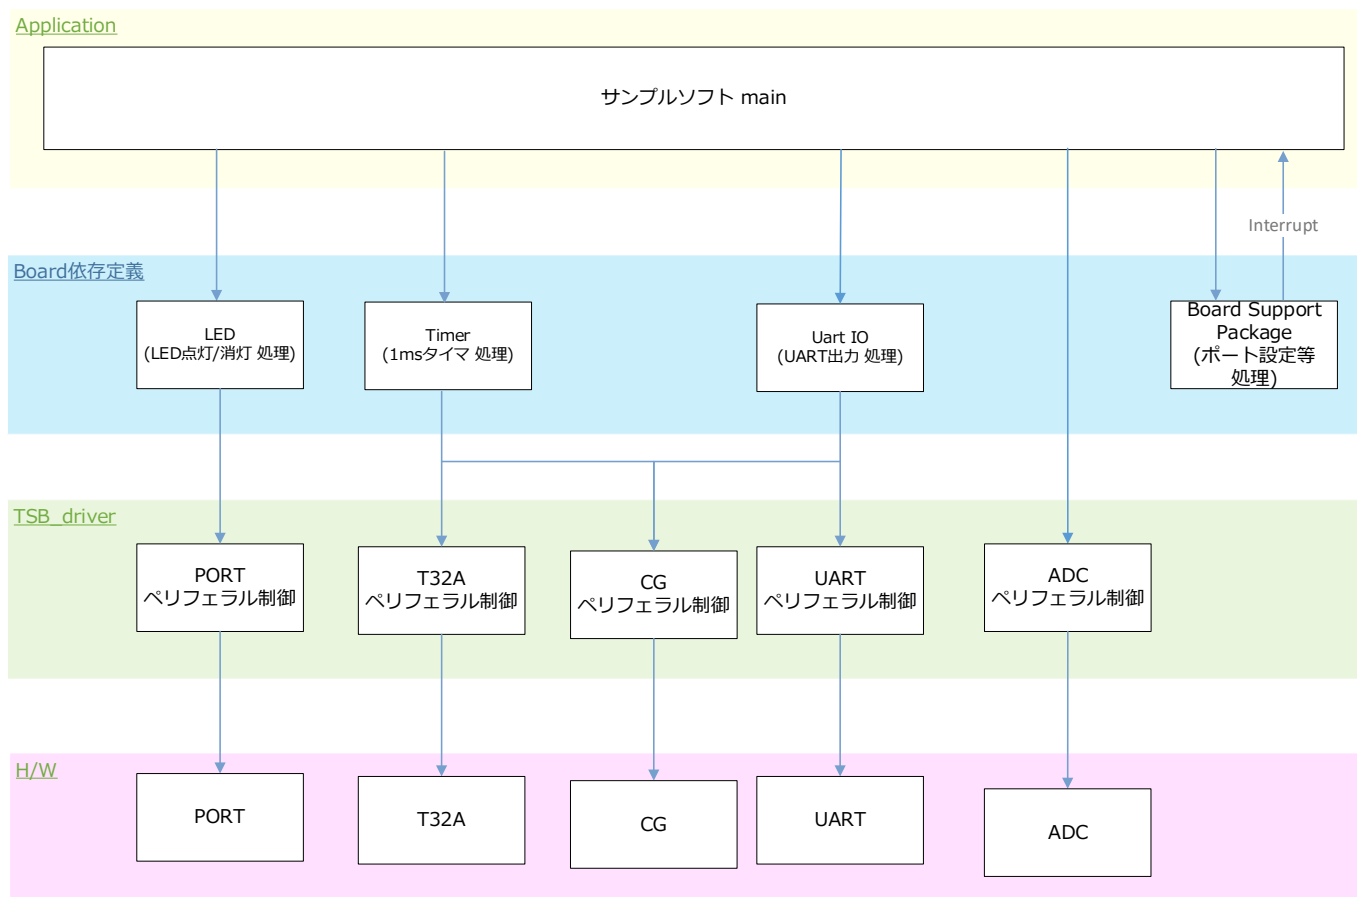 Application
サンプルソフト main
Interrupt
Board依存定義
LED
(LED点灯/消灯 処理)
Timer
(1msタイマ 処理)
Uart IO
(UART出力 処理)
Board Support
Package
(ポート設定等
処理)
TSB_driver
PORT
ペリフェラル制御
T32A
ペリフェラル制御
CG
ペリフェラル制御
UART
ペリフェラル制御
ADC
ペリフェラル制御
H/W
PORT
T32A
CG
UART
ADC